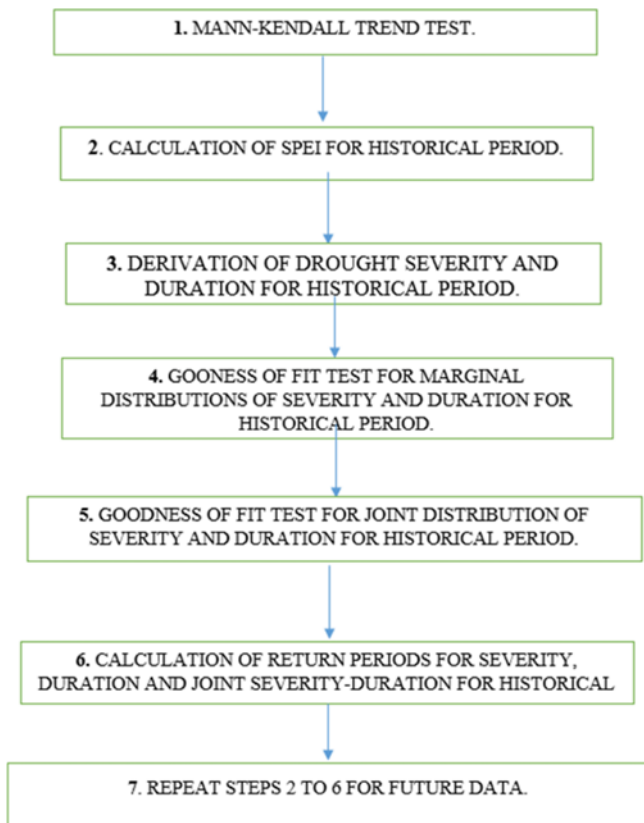 1. MANN-KENDALL TREND TEST.
2. CALCULATION OF SPEI FOR HISTORICAL PERIOD.
3. DERIVATION OF DROUGHT SEVERITY AND
DURATION FOR HISTORICAL PERIOD.
4. GOONESS OF FIT TEST FOR MARGINAL
DISTRIBUTIONS OF SEVERITY AND DURATION FOR
HISTORICAL PERIOD.
5. GOODNESS OF FIT TEST FOR JOINT DISTRIBUTION OF
SEVERITY AND DURATION FOR HISTORICAL PERIOD.
6. CALCULATION OF RETURN PERIODS FOR SEVERITY,
DURATION AND JOINT SEVERITY-DURATION FOR HISTORICAL
7. REPEAT STEPS 2 TO 6 FOR FUTURE DATA.